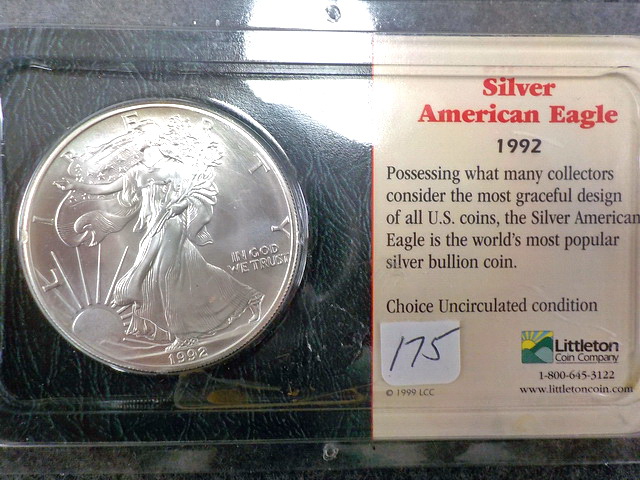 LIBERTY
IN GOD
WE TRUST
1992
Silver
American Eagle
1992
Possessing what many collectors
consider the most graceful design
of all U.S. coins, the Silver American
Eagle is the world's most popular
silver bullion coin.
Choice Uncirculated condition
175
Littleton
Coin Company
1-800-645-3122
© 1999 LCC
www.littletoncoin.com